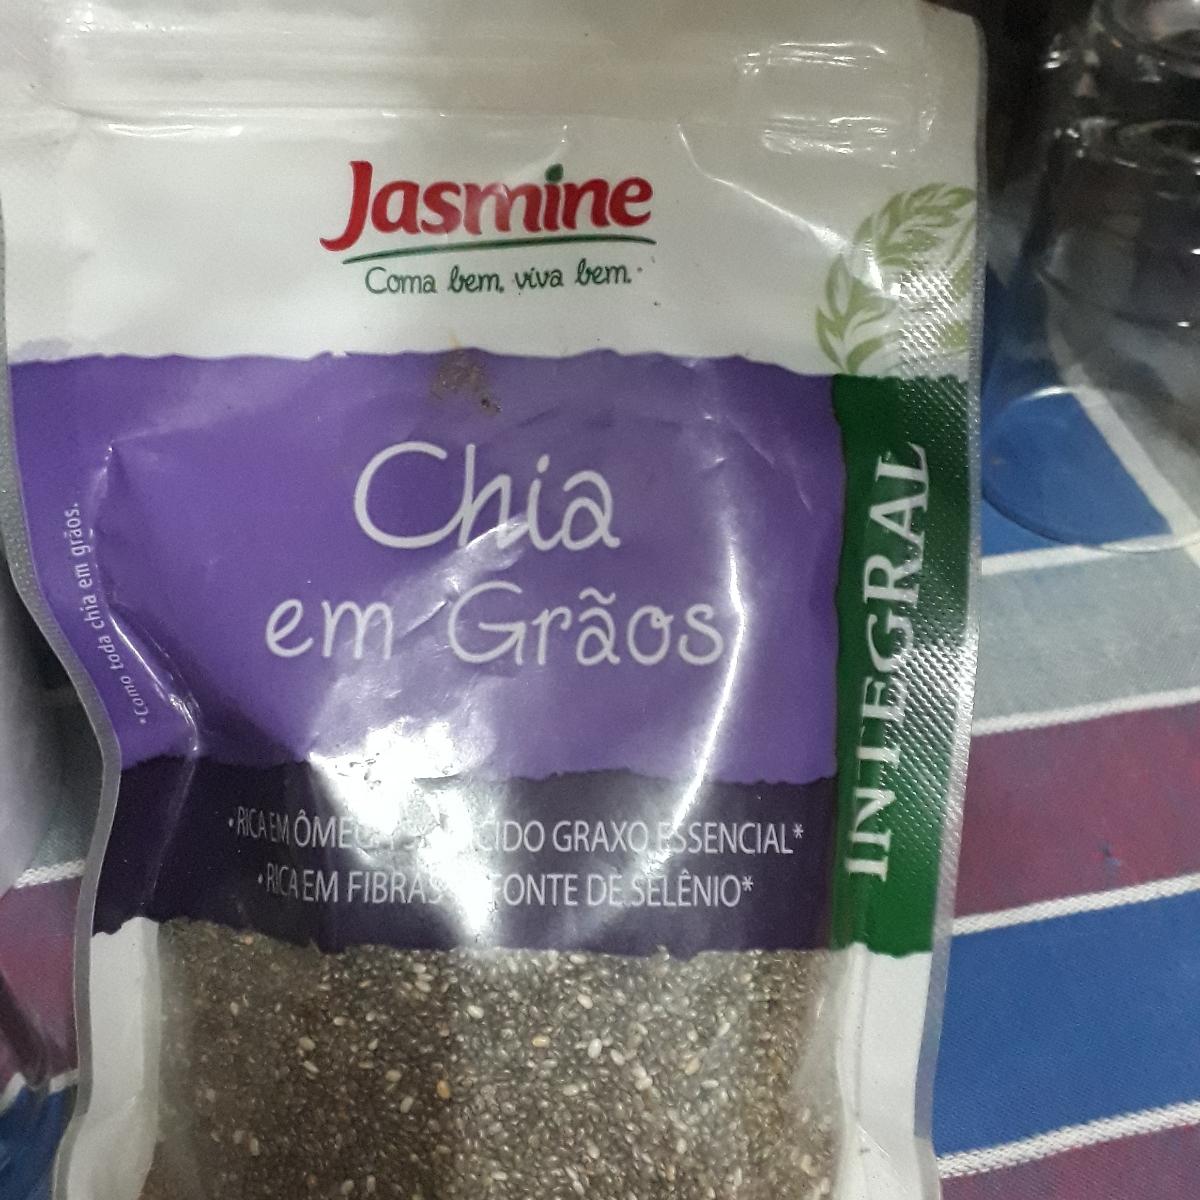 Jasmine
Coma bem, viva bem.
Chia
em Grãos
INTEGRAL
*Como toda chia em grãos.
•RICA EM GRAXO ESSENCIAL*
•RICA EM FIBRAS FONTE DE SELÊNIO*